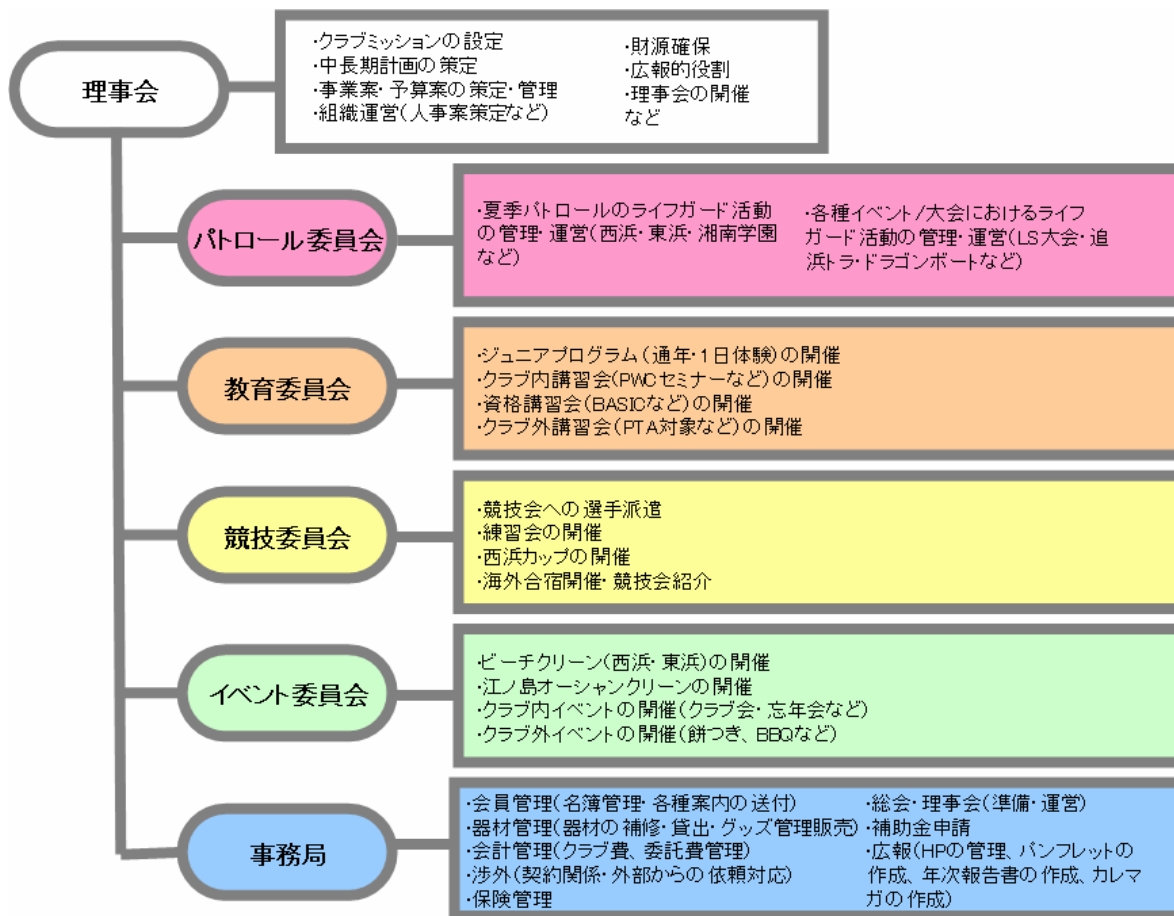 理事会
・クラブミッションの設定
・中長期計画の策定
・事業案・予算案の策定・管理
・組織運営(人事案策定など)
・財源確保
・広報的役割
・理事会の開催
など
パトロール委員会
・夏季パトロールのライフガード活動
の管理・運営(西浜・東浜・湘南学園
など)
・各種イベント/大会におけるライフ
ガード活動の管理・運営(LS大会・追
浜トラ・ドラゴンボートなど)
教育委員会
・ジュニアプログラム(通年・1日体験)の開催
・クラブ内講習会(PWCセミナーなど)の開催
・資格講習会(BASICなど)の開催
・クラブ外講習会(PTA対象など)の開催
競技委員会
・競技会への選手派遣
・練習会の開催
・西浜カップの開催
・海外合宿開催・競技会紹介
イベント委員会
・ビーチクリーン(西浜・東浜)の開催
・江ノ島オーシャンクリーンの開催
・クラブ内イベントの開催(クラブ会・忘年会など)
・クラブ外イベントの開催(餅つき、BBQなど)
事務局
・会員管理(名簿管理・各種案内の送付)
・器材管理(器材の補修・貸出・グッズ管理販売)
・会計管理(クラブ費、委託費管理)
・渉外(契約関係・外部からの依頼対応)
・保険管理
・総会・理事会(準備・運営)
・補助金申請
・広報(HPの管理、パンフレットの
作成、年次報告書の作成、カレマ
ガの作成)